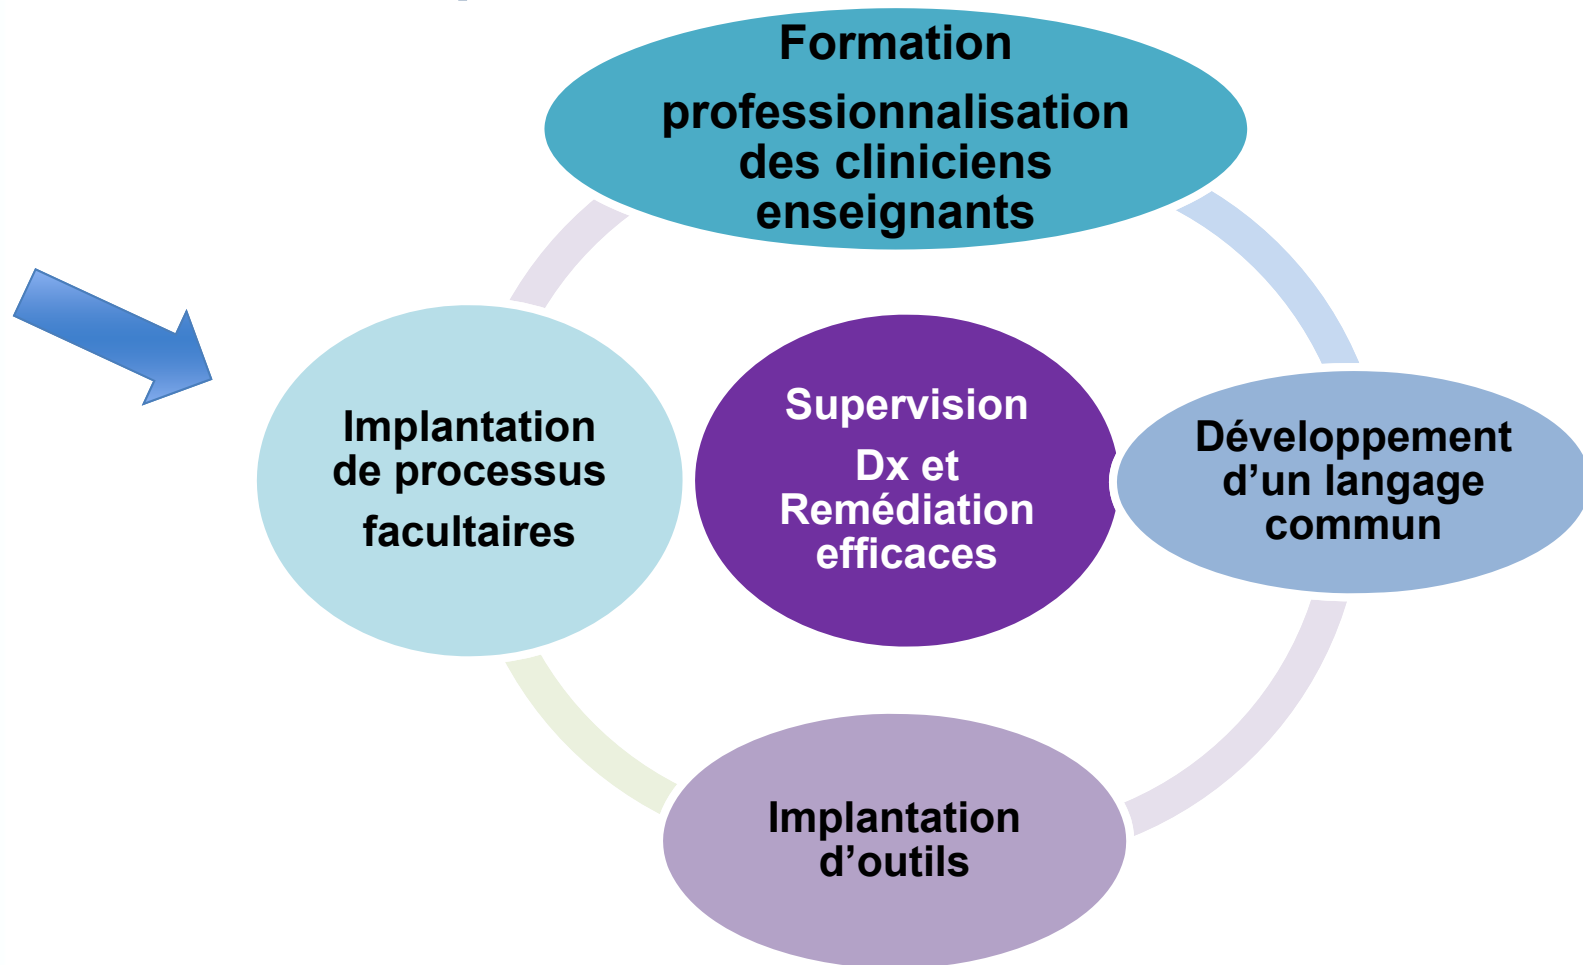 Formation
professionnalisation
des cliniciens
enseignants
Implantation
de processus
facultaires
Supervision
Dx et
Remédiation
efficaces
Développement
d’un langage
commun
Implantation
d’outils